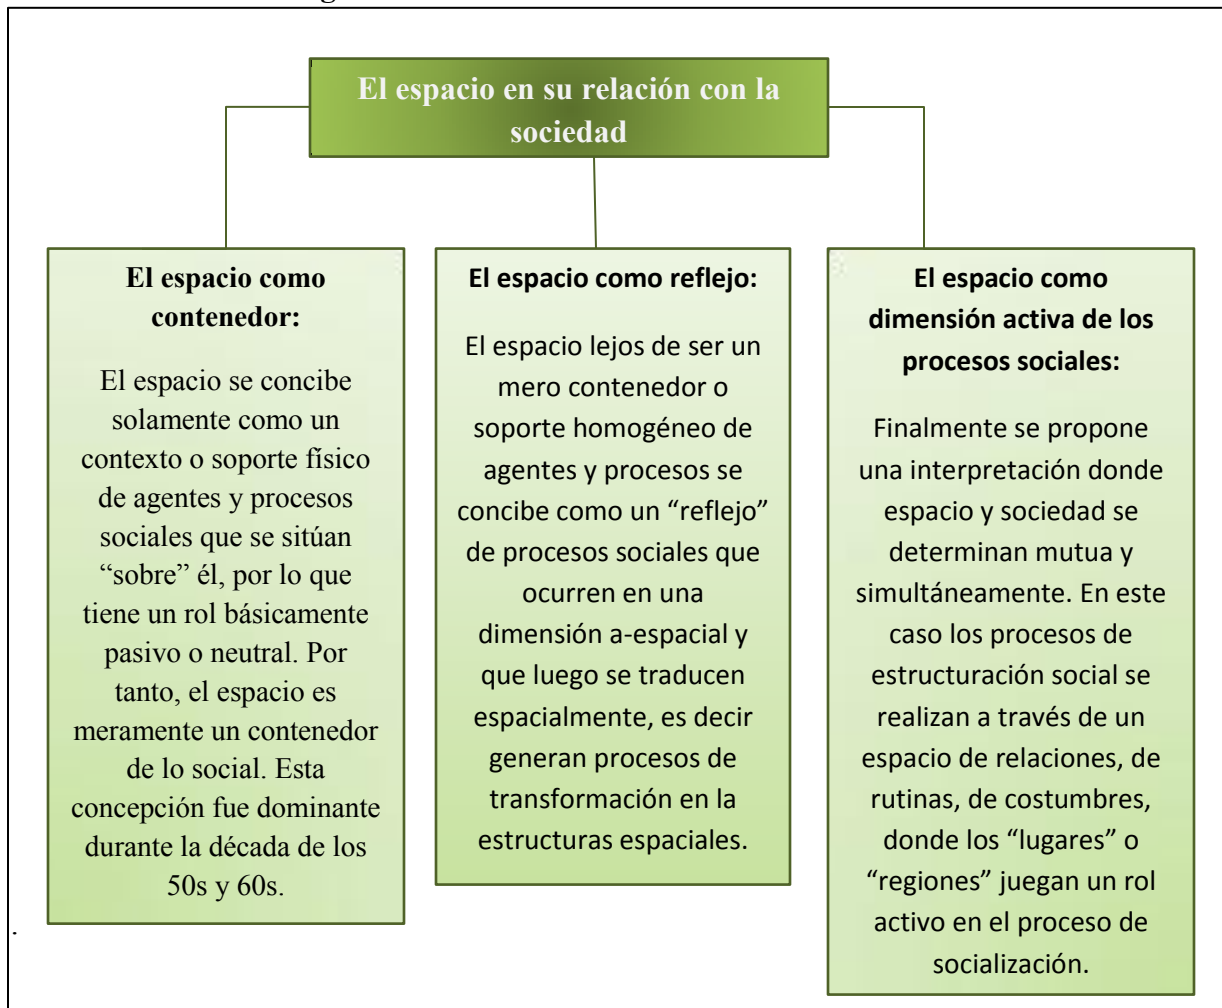 El espacio en su relación con la
sociedad
El espacio como
contenedor:
El espacio se concibe
solamente como un
contexto o soporte físico
de agentes y procesos
sociales que se sitúan
“sobre” él, por lo que
tiene un rol básicamente
pasivo o neutral. Por
tanto, el espacio es
meramente un contenedor
de lo social. Esta
concepción fue dominante
durante la década de los
50s y 60s.
El espacio como reflejo:
El espacio lejos de ser un
mero contenedor o
soporte homogéneo de
agentes y procesos se
concibe como un “reflejo”
de procesos sociales que
ocurren en una
dimensión a-espacial y
que luego se traducen
espacialmente, es decir
generan procesos de
transformación en la
estructuras espaciales.
El espacio como
dimensión activa de los
procesos sociales:
Finalmente se propone
una interpretación donde
espacio y sociedad se
determinan mutua y
simultáneamente. En este
caso los procesos de
estructuración social se
realizan a través de un
espacio de relaciones, de
rutinas, de costumbres,
donde los “lugares” o
“regiones” juegan un rol
activo en el proceso de
socialización.
.